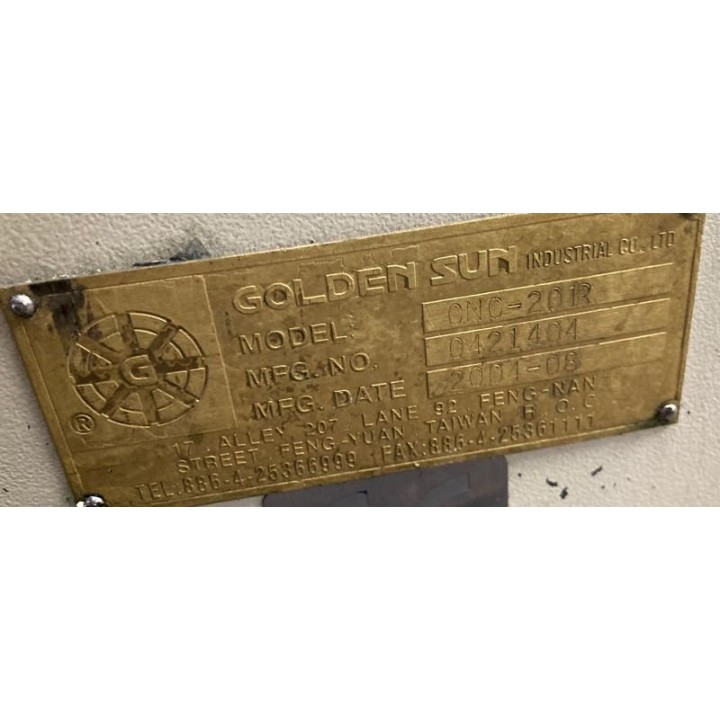 GOLDEN SUN INDUSTRIAL CO., LTD
MODEL: CNC-201R
MFG. NO. 0421404
MFG. DATE 2004-08
17, ALLEY 207 LANE 92 FENG-NAN
STREET FENG-YUAN TAIWAN R.O.C
TEL:886-4-25366999 FAX:886-4-25361111
G
®